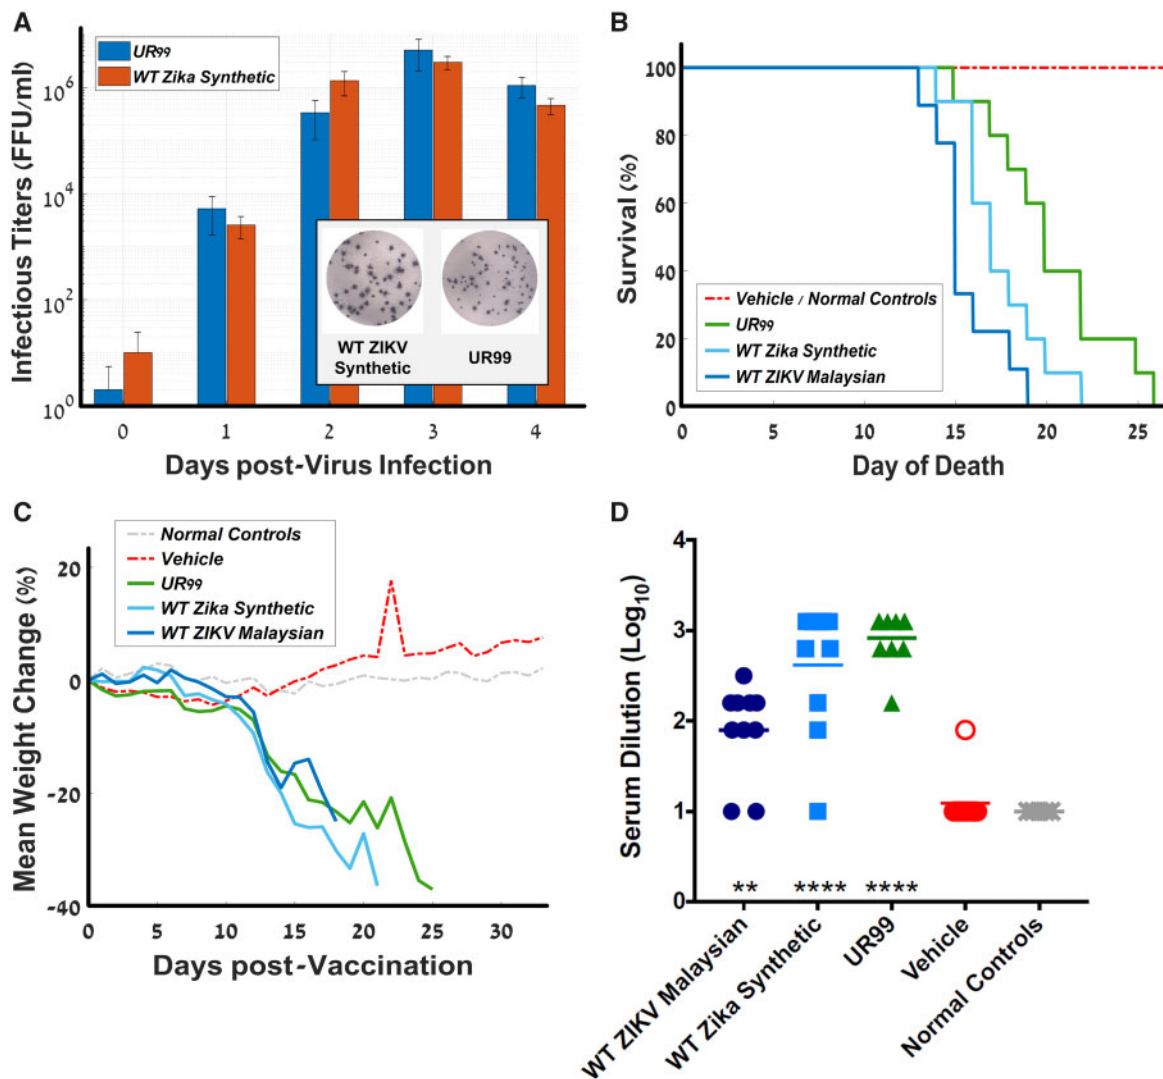 A
UR99
WT Zika Synthetic
Infectious Titers (FFU/ml)
10^6
10^4
10^2
10^0
0 1 2 3 4
Days post-Virus Infection
WT ZIKV
Synthetic
UR99
B
Survival (%)
100
80
60
40
20
0
0 5 10 15 20 25
Day of Death
Vehicle / Normal Controls
UR99
WT Zika Synthetic
WT ZIKV Malaysian
C
Normal Controls
Vehicle
UR99
WT Zika Synthetic
WT ZIKV Malaysian
Mean Weight Change (%)
20
0
-20
-40
0 5 10 15 20 25 30
Days post-Vaccination
D
Serum Dilution (Log10)
4
3
2
1
0
** **** ****
WT ZIKV Malaysian
WT Zika Synthetic
UR99
Vehicle
Normal Controls